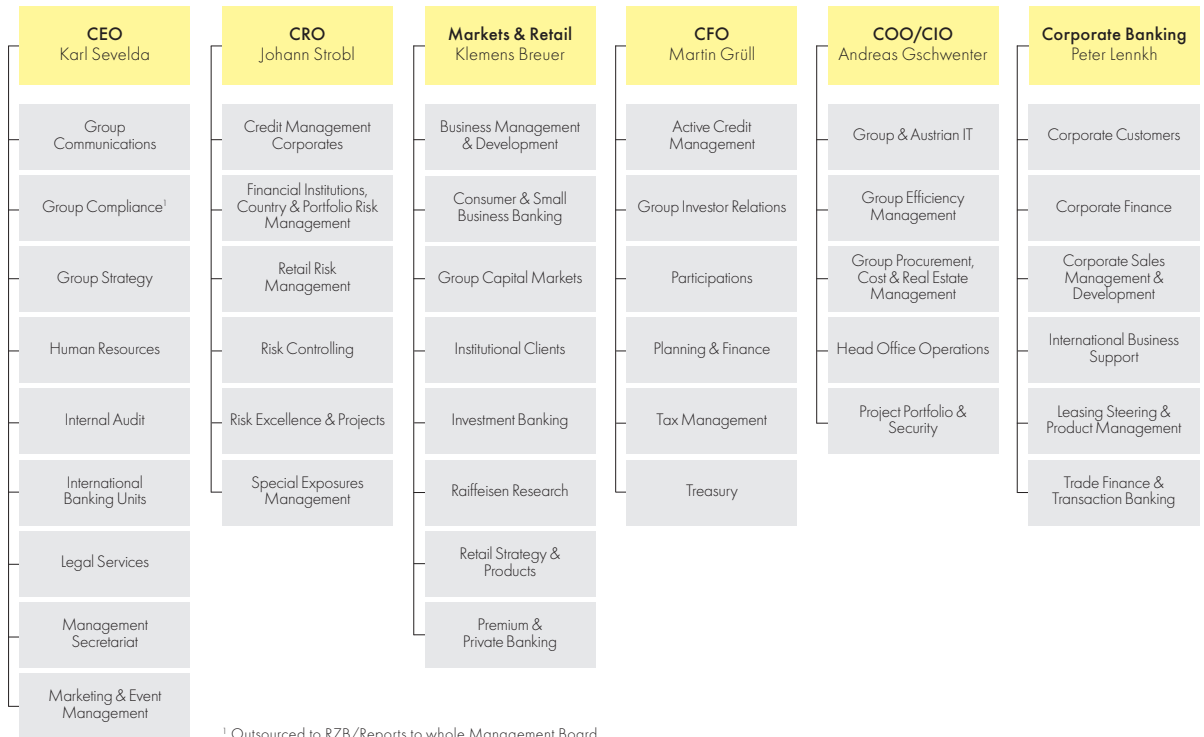 CEO
Karl Sevelda
Group
Communications
Group Compliance¹
Group Strategy
Human Resources
Internal Audit
International
Banking Units
Legal Services
Management
Secretariat
Marketing & Event
Management
CRO
Johann Strobl
Credit Management
Corporates
Financial Institutions,
Country & Portfolio Risk
Management
Retail Risk
Management
Risk Controlling
Risk Excellence & Projects
Special Exposures
Management
Markets & Retail
Klemens Breuer
Business Management
& Development
Consumer & Small
Business Banking
Group Capital Markets
Institutional Clients
Investment Banking
Raiffeisen Research
Retail Strategy &
Products
Premium &
Private Banking
CFO
Martin Grüll
Active Credit
Management
Group Investor Relations
Participations
Planning & Finance
Tax Management
Treasury
COO/CIO
Andreas Gschwenter
Group & Austrian IT
Group Efficiency
Management
Group Procurement,
Cost & Real Estate
Management
Head Office Operations
Project Portfolio &
Security
Corporate Banking
Peter Lennkh
Corporate Customers
Corporate Finance
Corporate Sales
Management &
Development
International Business
Support
Leasing Steering &
Product Management
Trade Finance &
Transaction Banking
¹ Outsourced to RZB/Reports to whole Management Board